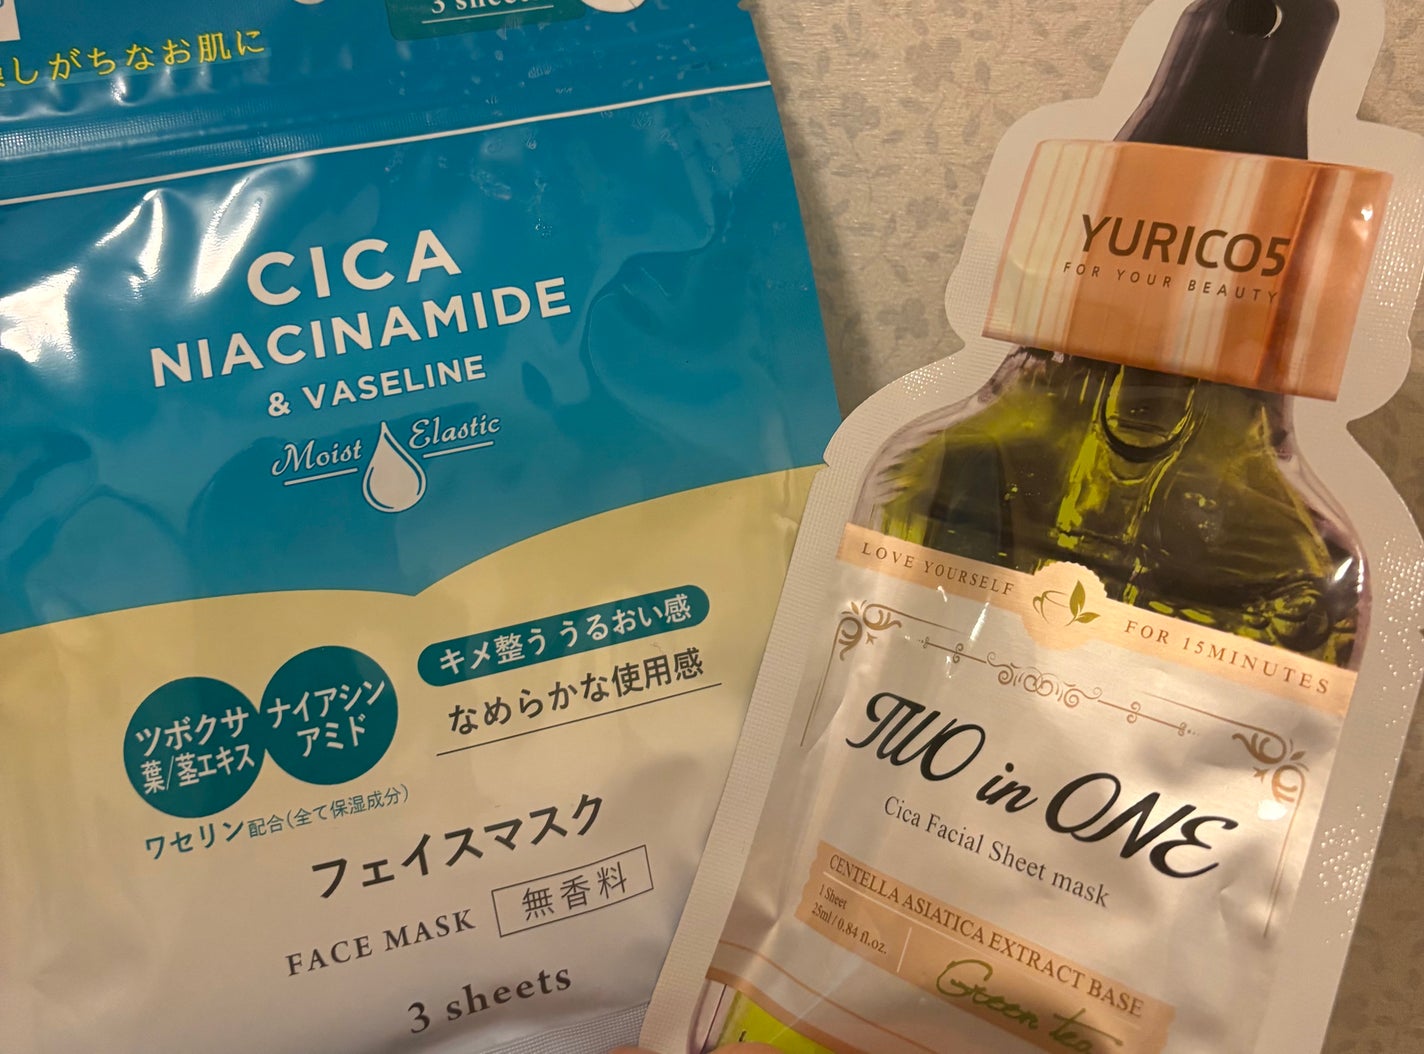 3 sheets
しがちなお肌に
CICA
NIACINAMIDE
& VASELINE
Moist Elastic
キメ整う うるおい感
なめらかな使用感
ツボクサ
葉/茎エキス
ナイアシン
アミド
ワセリン配合(全て保湿成分)
フェイスマスク
FACE MASK 無香料
3 sheets
YURICO5
FOR YOUR BEAUTY
LOVE YOURSELF FOR 15MINUTES
TWO in ONE
Cica Facial Sheet mask
CENTELLA ASIATICA EXTRACT BASE
1 Sheet
25ml / 0.84 fl.oz.
Green tea